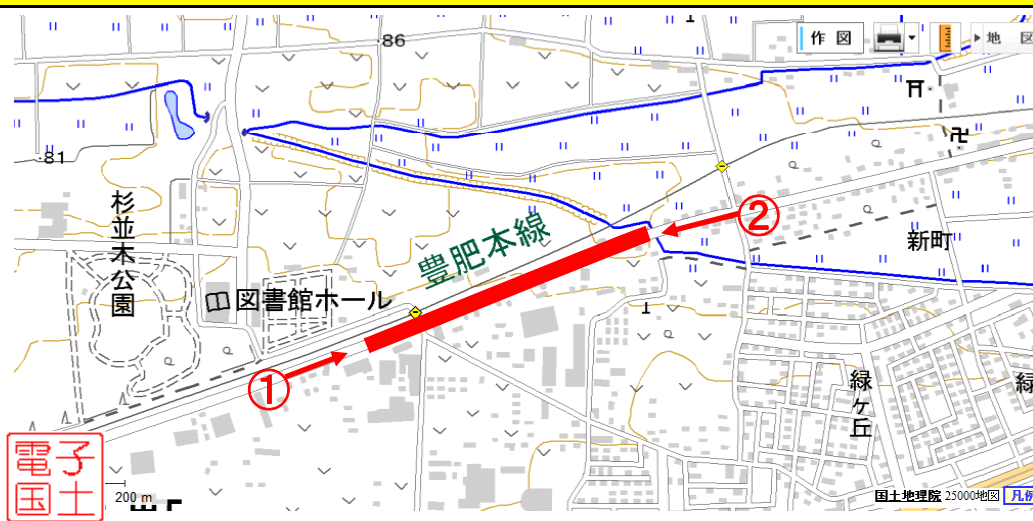 作 図
地 図
86
81
杉並木公園
図書館ホール
豊肥本線
①
②
新町
緑ヶ丘
緑
電子
国土
200 m
国土地理院 25000地図 凡例